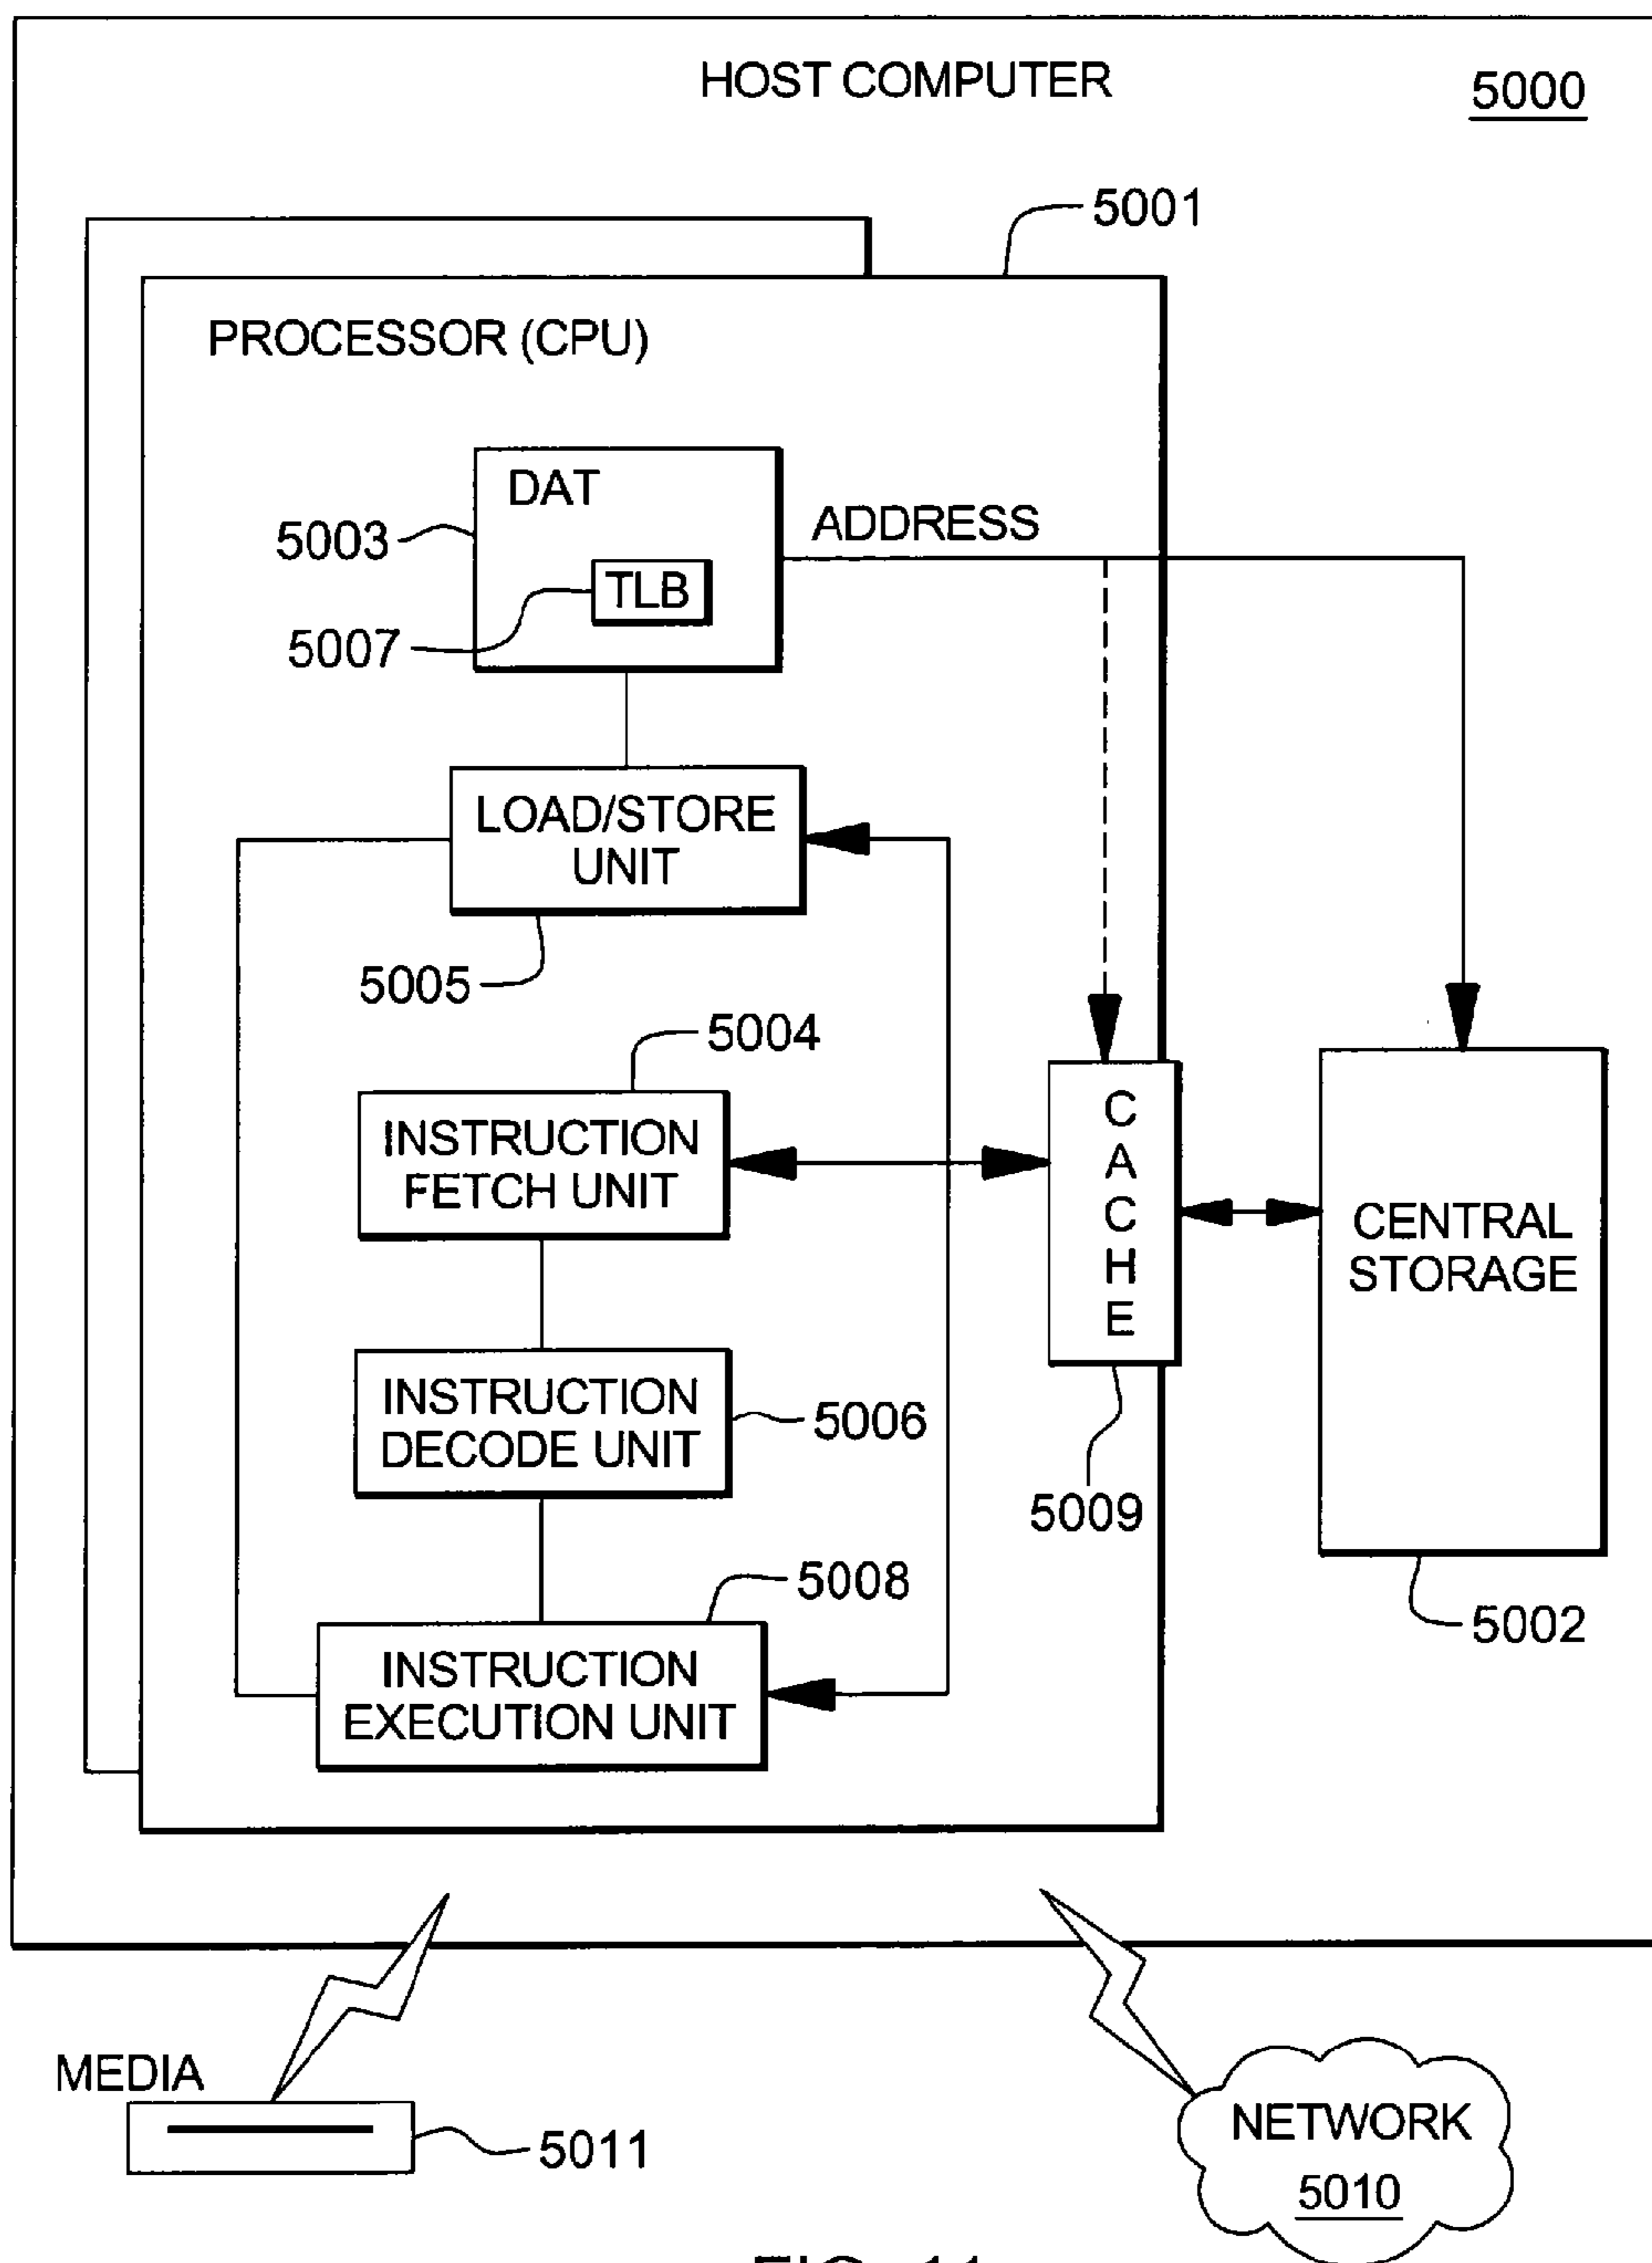 HOST COMPUTER
5000
5001
PROCESSOR (CPU)
DAT
ADDRESS
5003
TLB
5007
LOAD/STORE
UNIT
5005
5004
INSTRUCTION
FETCH UNIT
CACHE
CENTRAL
STORAGE
INSTRUCTION
DECODE UNIT
5006
5009
5008
5002
INSTRUCTION
EXECUTION UNIT
MEDIA
5011
NETWORK
5010